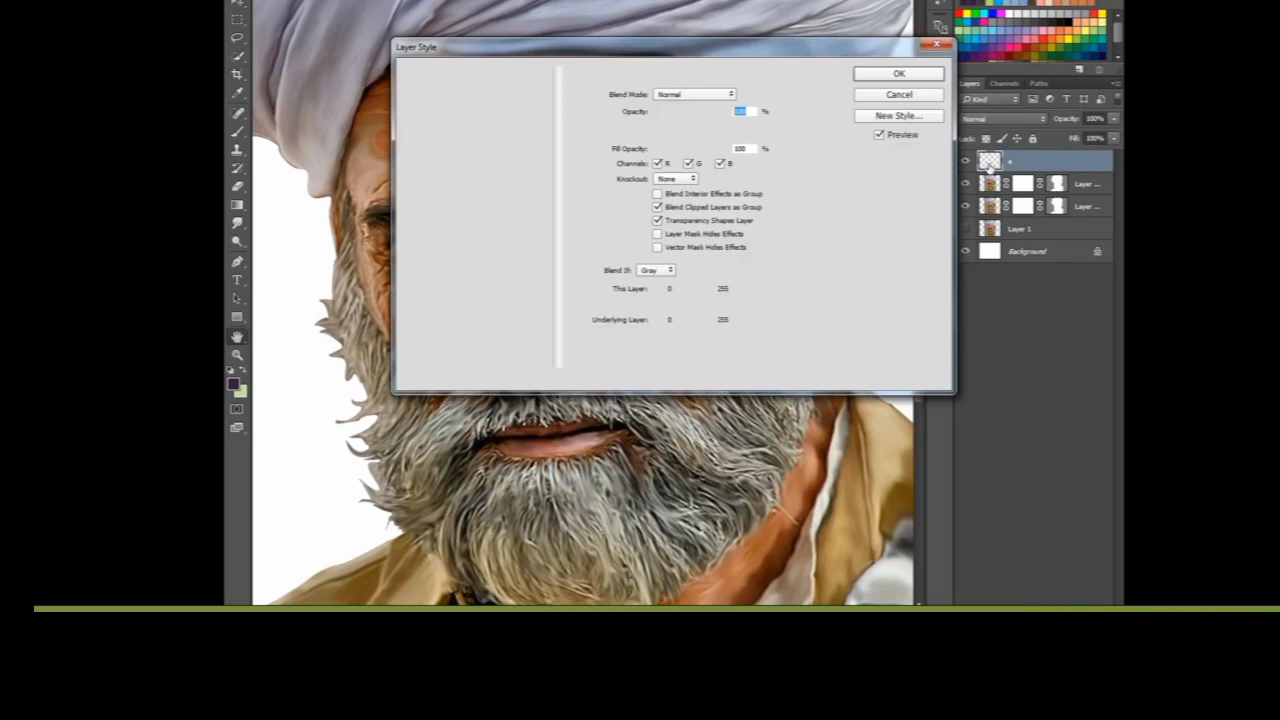 Layer Style
OK
Blend Mode: Normal
Cancel
Opacity: 100 %
New Style...
Preview
Fill Opacity: 100 %
Channels: R G B
Knockout: None
Blend Interior Effects as Group
Blend Clipped Layers as Group
Transparency Shapes Layer
Layer Mask Hides Effects
Vector Mask Hides Effects
Blend If: Gray
This Layer: 0 255
Underlying Layer: 0 255
Layers Channels Paths
Kind
Normal Opacity: 100%
Lock: Fill: 100%
Layer ...
Layer ...
Layer 1
Background
T